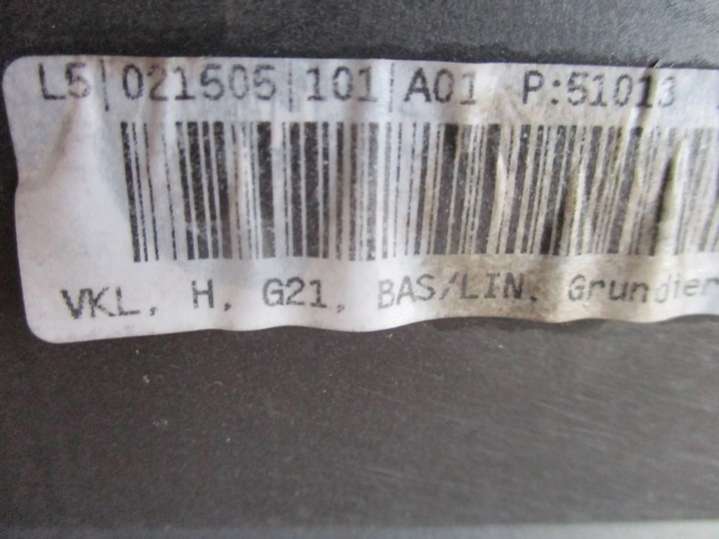 L5|021505|101|A01 P:51013
VKL, H, G21, BAS/LIN, Grundier